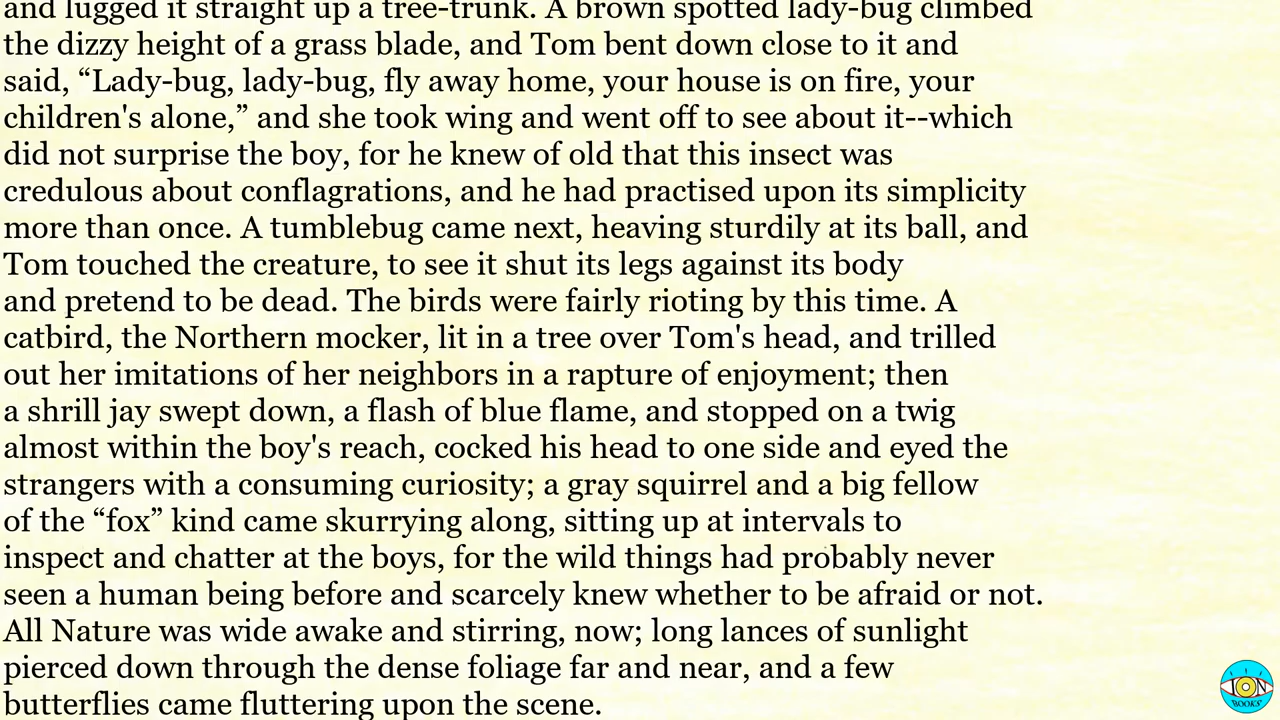 and lugged it straight up a tree-trunk. A brown spotted lady-bug climbed
the dizzy height of a grass blade, and Tom bent down close to it and
said, “Lady-bug, lady-bug, fly away home, your house is on fire, your
children's alone,” and she took wing and went off to see about it--which
did not surprise the boy, for he knew of old that this insect was
credulous about conflagrations, and he had practised upon its simplicity
more than once. A tumblebug came next, heaving sturdily at its ball, and
Tom touched the creature, to see it shut its legs against its body
and pretend to be dead. The birds were fairly rioting by this time. A
catbird, the Northern mocker, lit in a tree over Tom's head, and trilled
out her imitations of her neighbors in a rapture of enjoyment; then
a shrill jay swept down, a flash of blue flame, and stopped on a twig
almost within the boy's reach, cocked his head to one side and eyed the
strangers with a consuming curiosity; a gray squirrel and a big fellow
of the “fox” kind came skurrying along, sitting up at intervals to
inspect and chatter at the boys, for the wild things had probably never
seen a human being before and scarcely knew whether to be afraid or not.
All Nature was wide awake and stirring, now; long lances of sunlight
pierced down through the dense foliage far and near, and a few
butterflies came fluttering upon the scene.
ION
BOOKS